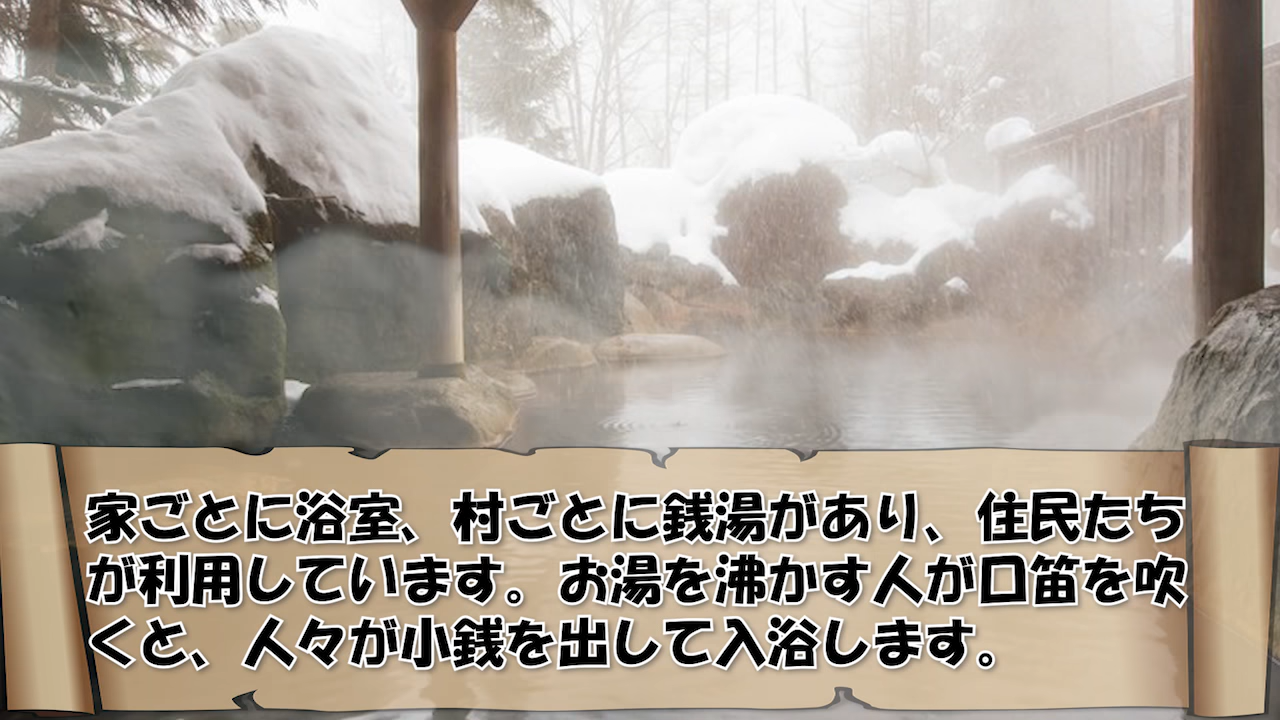 家ごとに浴室、村ごとに銭湯があり、住民たち
が利用しています。お湯を沸かす人が口笛を吹
くと、人々が小銭を出して入浴します。